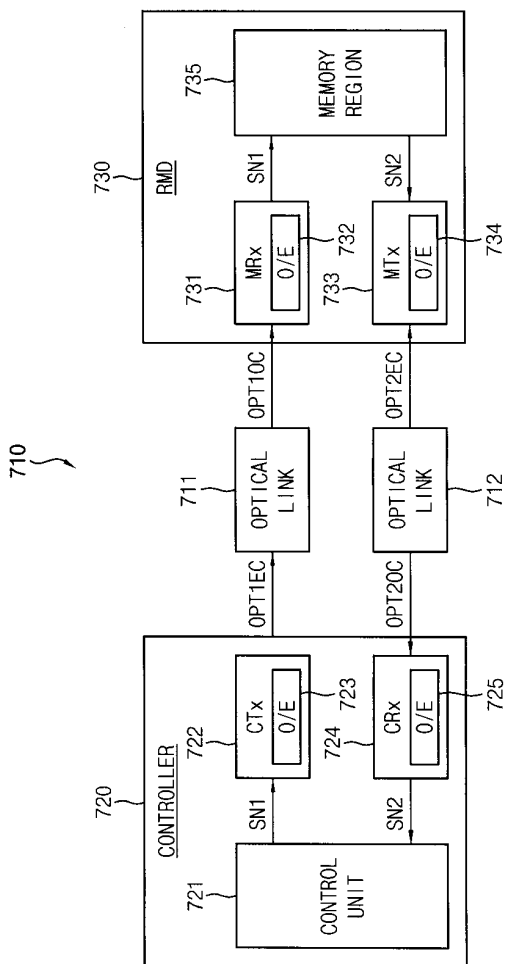 710
720
CONTROLLER
721
CONTROL
UNIT
SN1
SN2
722
CTx
O/E
723
724
CRx
O/E
725
OPT1EC
711
OPTICAL
LINK
OPT1OC
OPT2OC
OPTICAL
LINK
712
OPT2EC
730
RMD
731
MRx
O/E
732
733
MTx
O/E
734
SN1
SN2
735
MEMORY
REGION